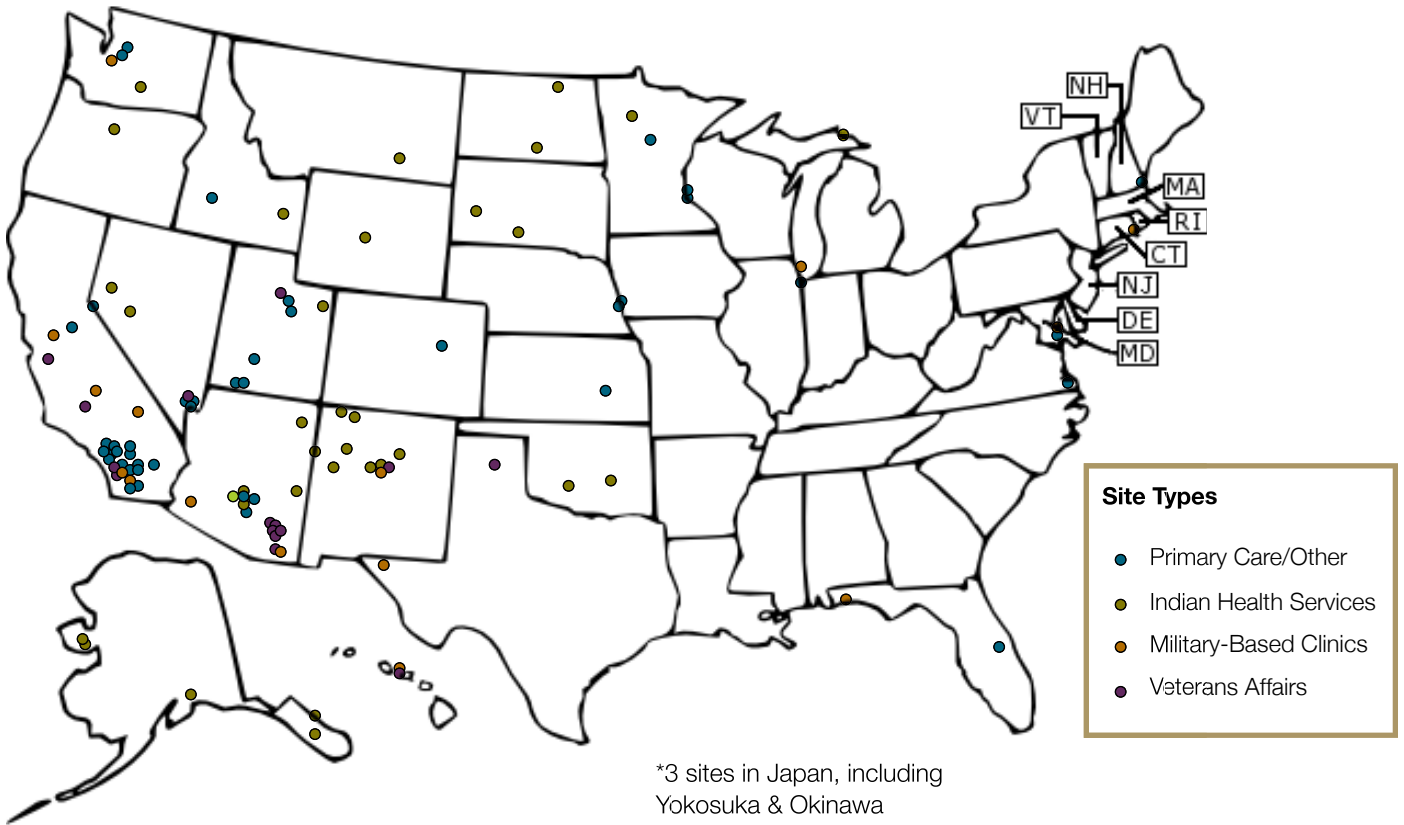 NH
VT
MA
RI
CT
NJ
DE
MD
Site Types
Primary Care/Other
Indian Health Services
Military-Based Clinics
Veterans Affairs
*3 sites in Japan, including
Yokosuka & Okinawa